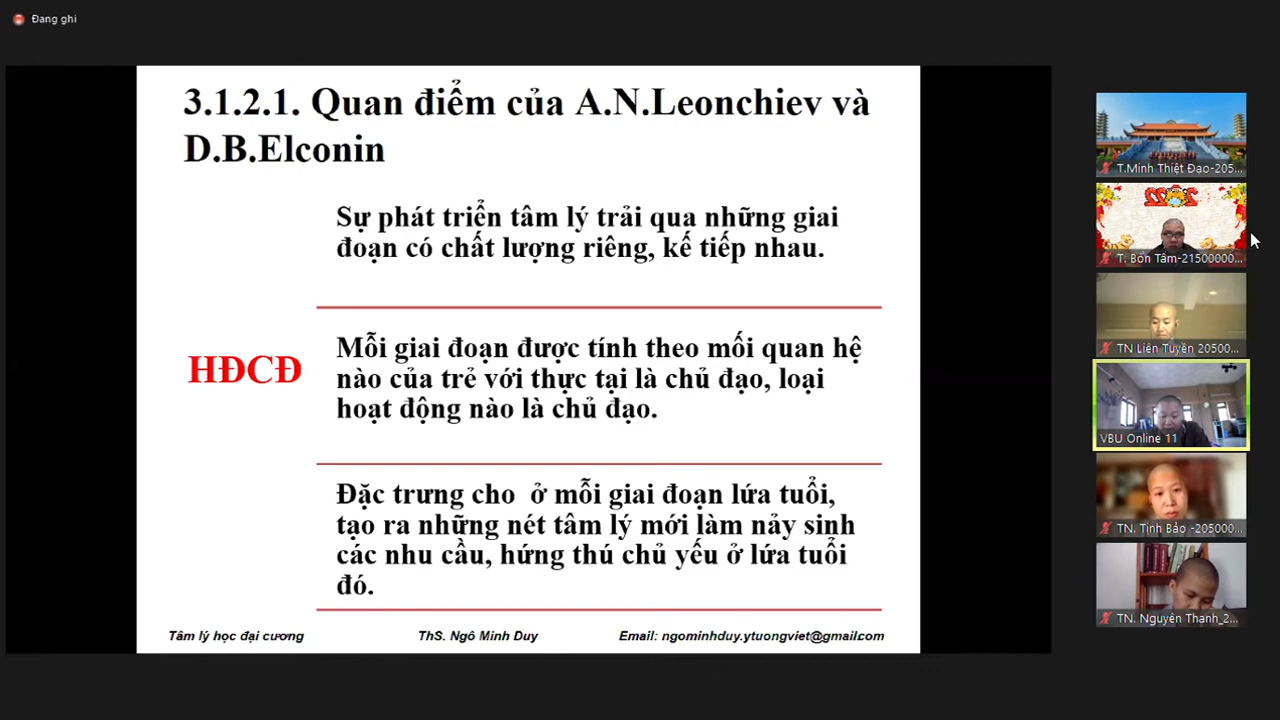 Đang ghi
3.1.2.1. Quan điểm của A.N.Leonchiev và
D.B.Elconin
Sự phát triển tâm lý trải qua những giai
đoạn có chất lượng riêng, kế tiếp nhau.
HĐCĐ
Mỗi giai đoạn được tính theo mối quan hệ
nào của trẻ với thực tại là chủ đạo, loại
hoạt động nào là chủ đạo.
Đặc trưng cho ở mỗi giai đoạn lứa tuổi,
tạo ra những nét tâm lý mới làm nảy sinh
các nhu cầu, hứng thú chủ yếu ở lứa tuổi
đó.
Tâm lý học đại cương
ThS. Ngô Minh Duy
Email: ngominhduy.ytuongviet@gmail.com
T.Minh Thiệt Đạo-205...
2022
T. Bổn Tâm-21500000...
TN Liên Tuyền 20500...
VBU Online 11
TN. Tịnh Bảo -205000...
TN. Nguyên Thanh_2...